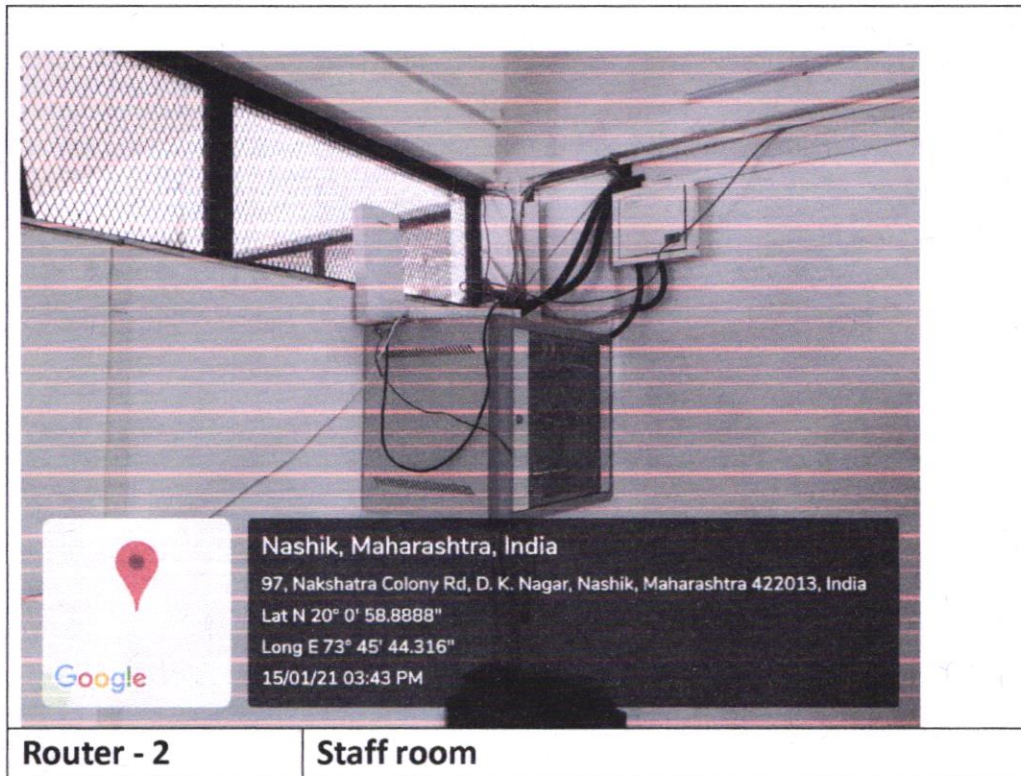 Nashik, Maharashtra, India
97, Nakshatra Colony Rd, D. K. Nagar, Nashik, Maharashtra 422013, India
Lat N 20° 0' 58.8888"
Long E 73° 45' 44.316"
15/01/21 03:43 PM
Google
Router - 2 Staff room